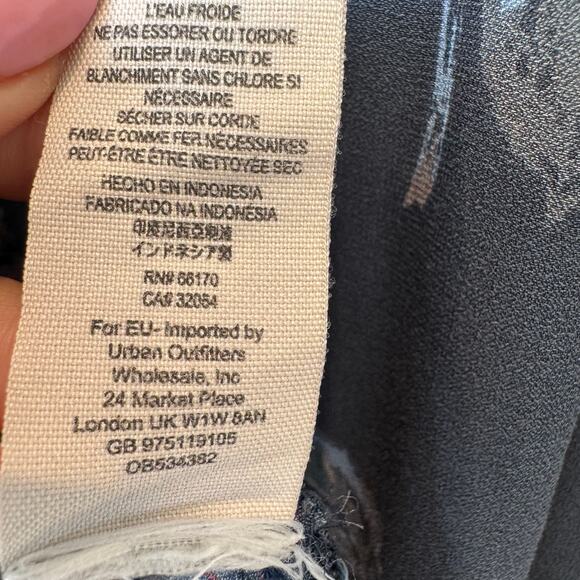 L'EAU FROIDE
NE PAS ESSORER OU TORDRE
UTILISER UN AGENT DE
BLANCHIMENT SANS CHLORE SI
NÉCESSAIRE
SÉCHER SUR CORDE
FAIBLE COMME FER NÉCESSAIRES
PEUT-ÊTRE ÊTRE NETTOYÉE SEC
HECHO EN INDONESIA
FABRICADO NA INDONÉSIA
印度尼西亚制造
インドネシア製
RN# 66170
CA# 32054
For EU- Imported by
Urban Outfitters
Wholesale, Inc
24 Market Place
London UK W1W 8AN
GB 975119105
OB534382